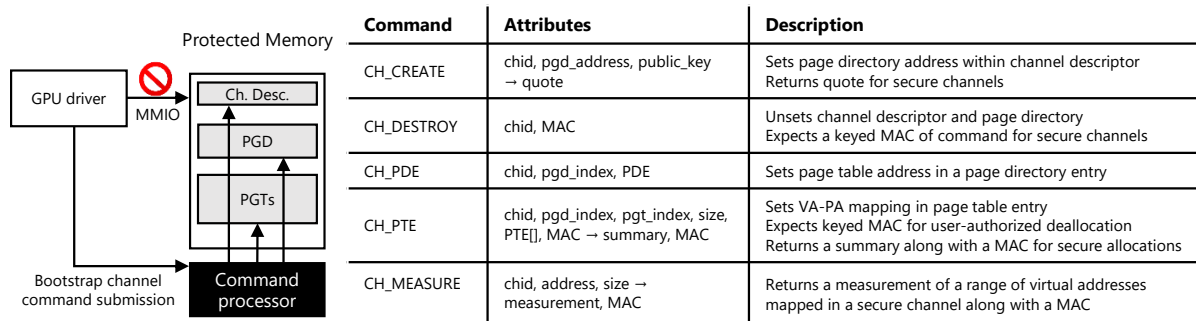 Protected Memory
GPU driver
MMIO
Ch. Desc.
PGD
PGTs
Bootstrap channel
command submission
Command
processor
Command Attributes Description
CH_CREATE
chid, pgd_address, public_key
→ quote
Sets page directory address within channel descriptor
Returns quote for secure channels
CH_DESTROY
chid, MAC
Unsets channel descriptor and page directory
Expects a keyed MAC of command for secure channels
CH_PDE
chid, pgd_index, PDE
Sets page table address in a page directory entry
CH_PTE
chid, pgd_index, pgt_index, size,
PTE[], MAC → summary, MAC
Sets VA-PA mapping in page table entry
Expects keyed MAC for user-authorized deallocation
Returns a summary along with a MAC for secure allocations
CH_MEASURE
chid, address, size →
measurement, MAC
Returns a measurement of a range of virtual addresses
mapped in a secure channel along with a MAC